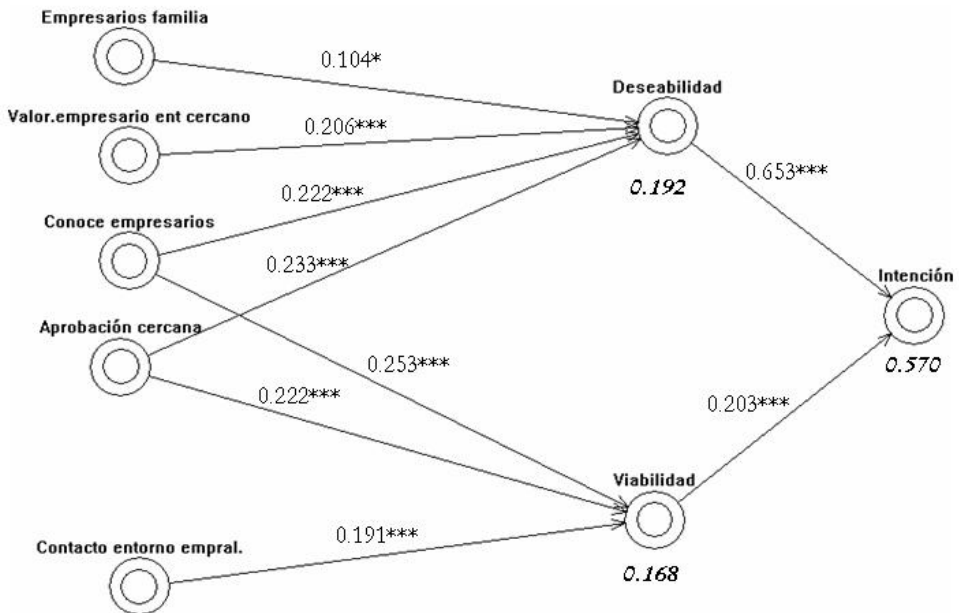 Empresarios familia
0.104*
Deseabilidad
Valor.empresario ent cercano
0.206***
0.653***
0.192
Conoce empresarios
0.222***
0.233***
Intención
Aprobación cercana
0.253***
0.570
0.222***
0.203***
Viabilidad
Contacto entorno empral.
0.191***
0.168